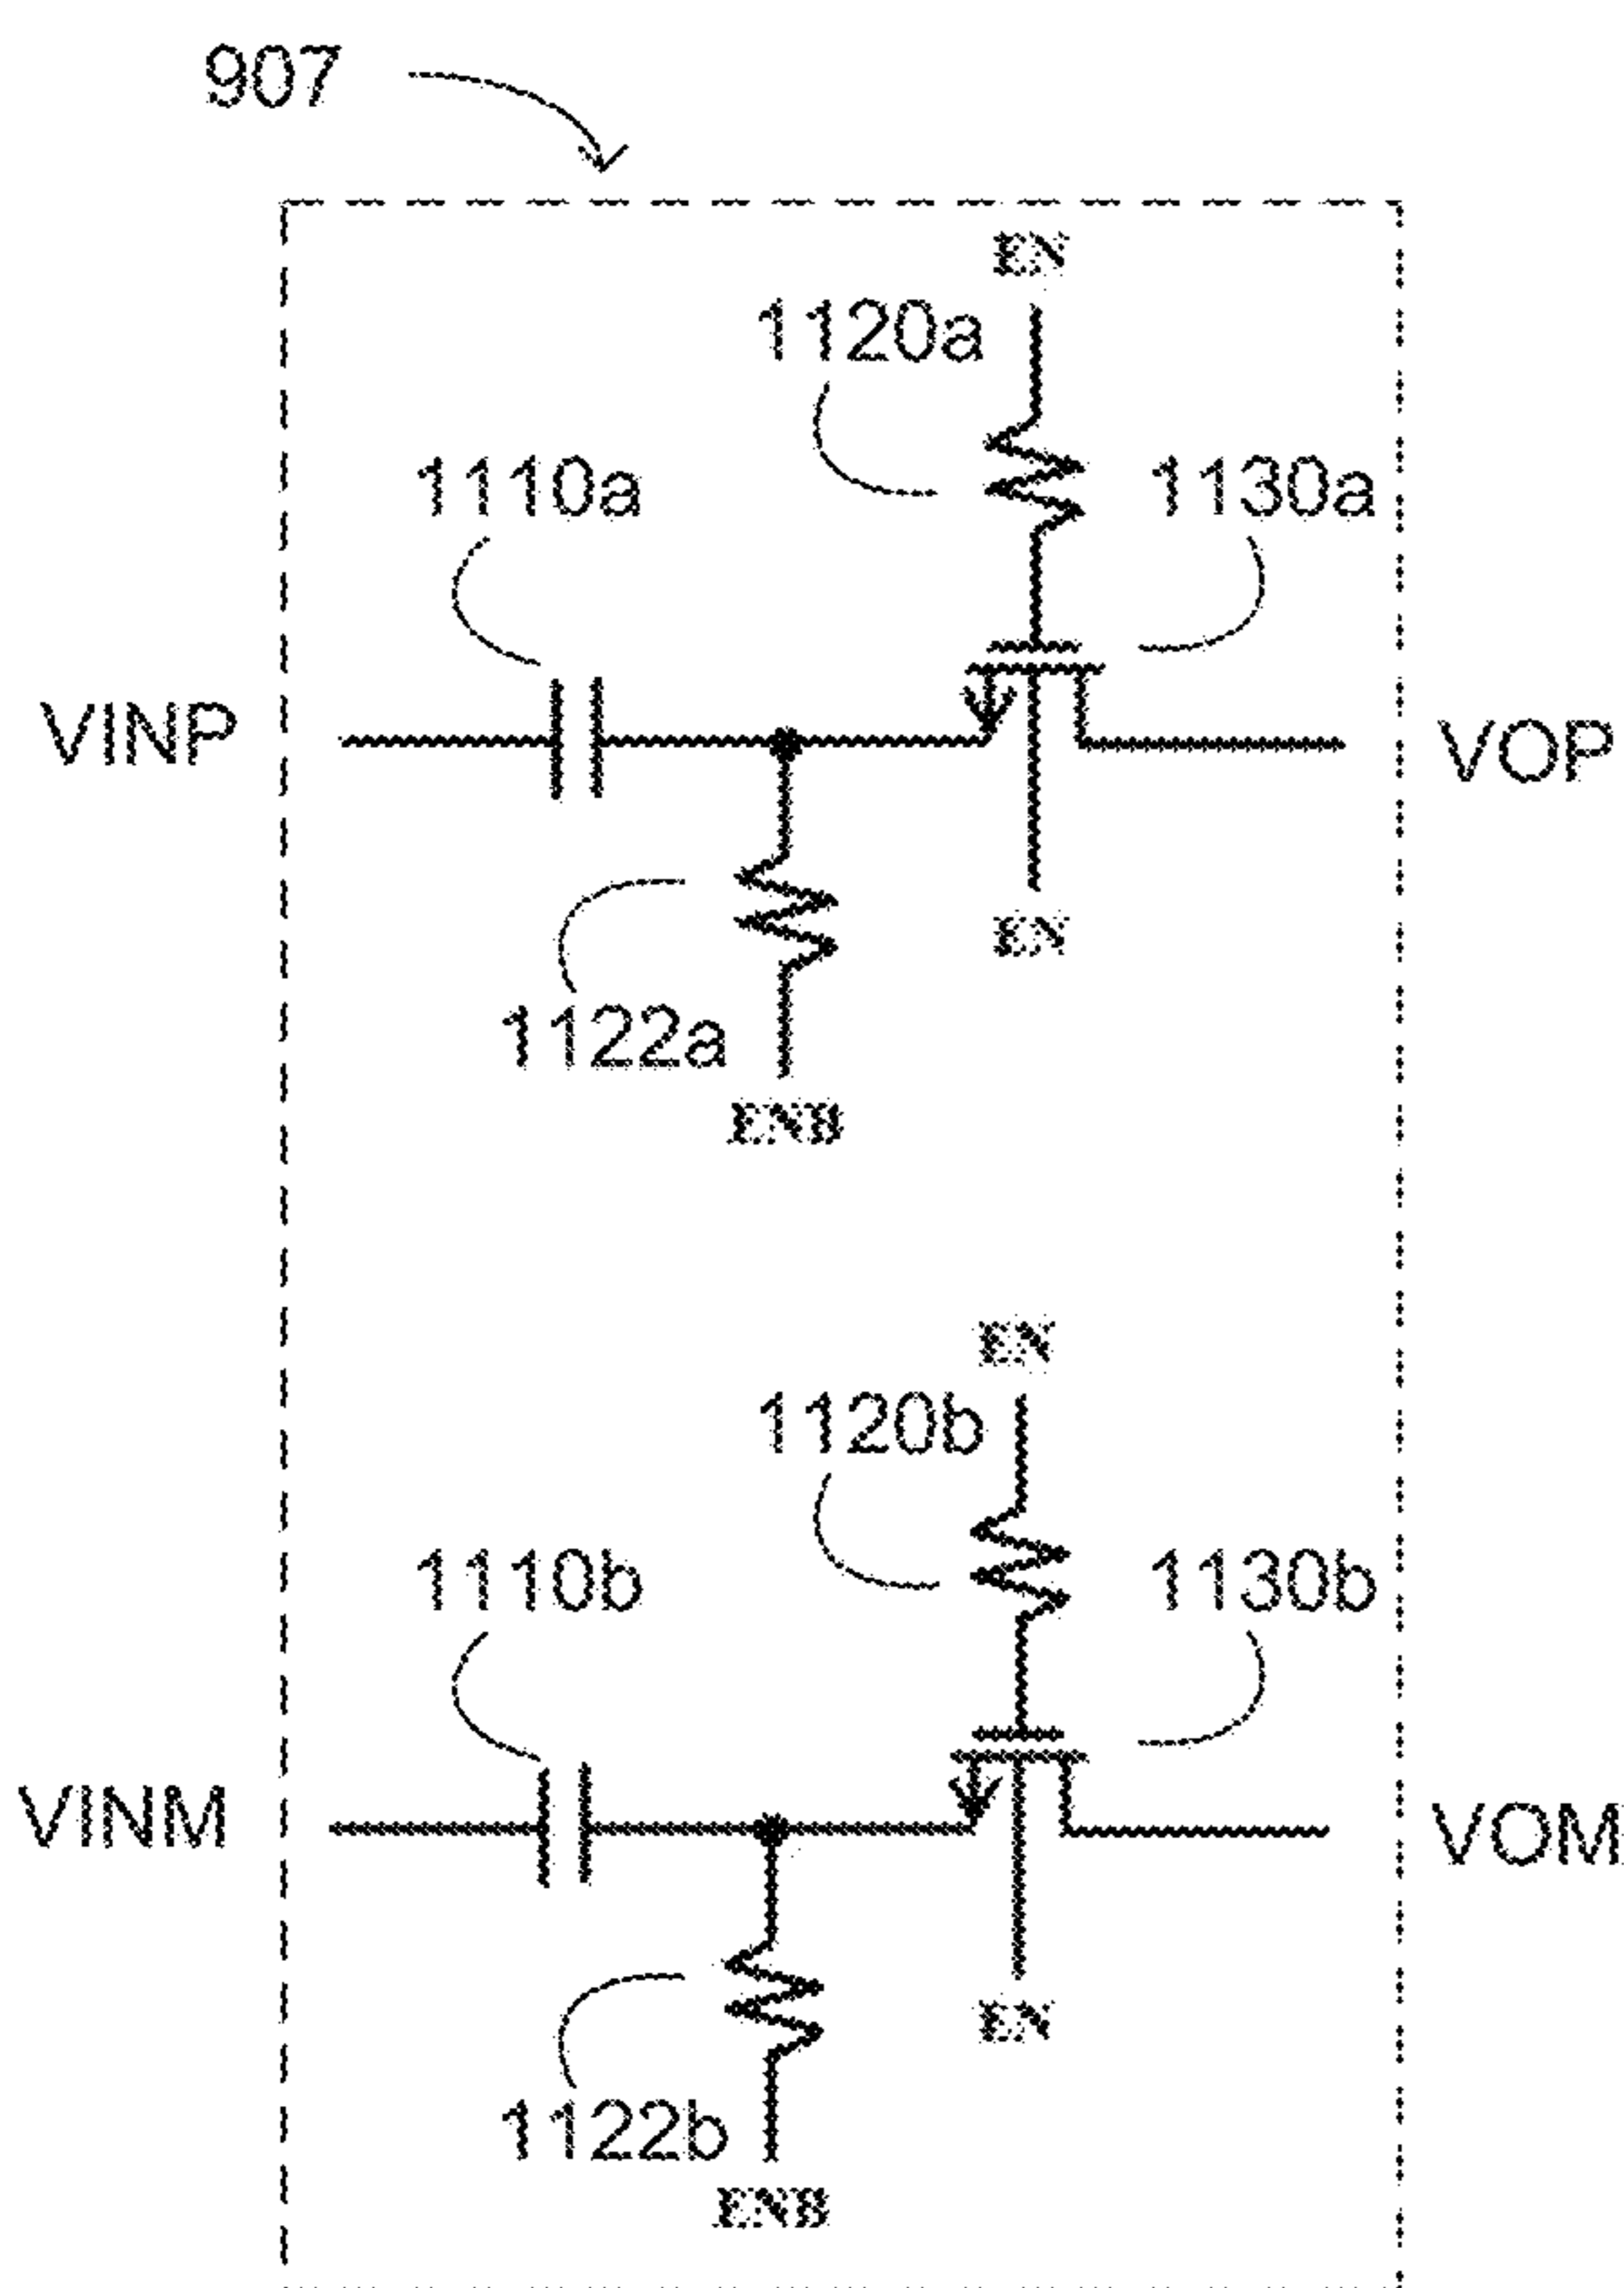 907
EN
1120a
1110a
1130a
VINP
VOP
EN
1122a
ENB
EN
1120b
1110b
1130b
VINM
VOM
EN
1122b
ENB